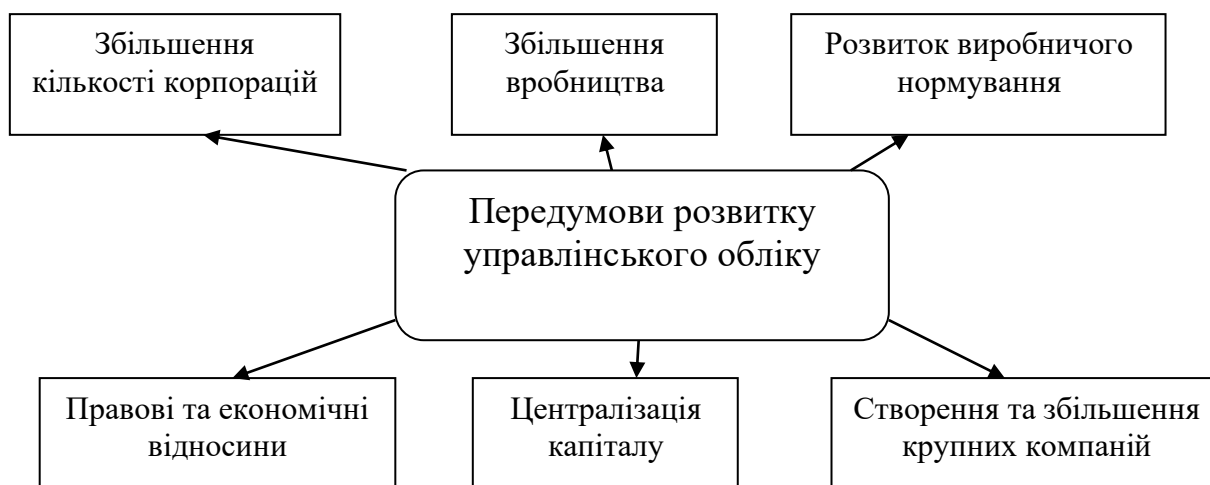 Збільшення
кількості корпорацій
Збільшення
вробництва
Розвиток виробничого
нормування
Передумови розвитку
управлінського обліку
Правові та економічні
відносини
Централізація
капіталу
Створення та збільшення
крупних компаній